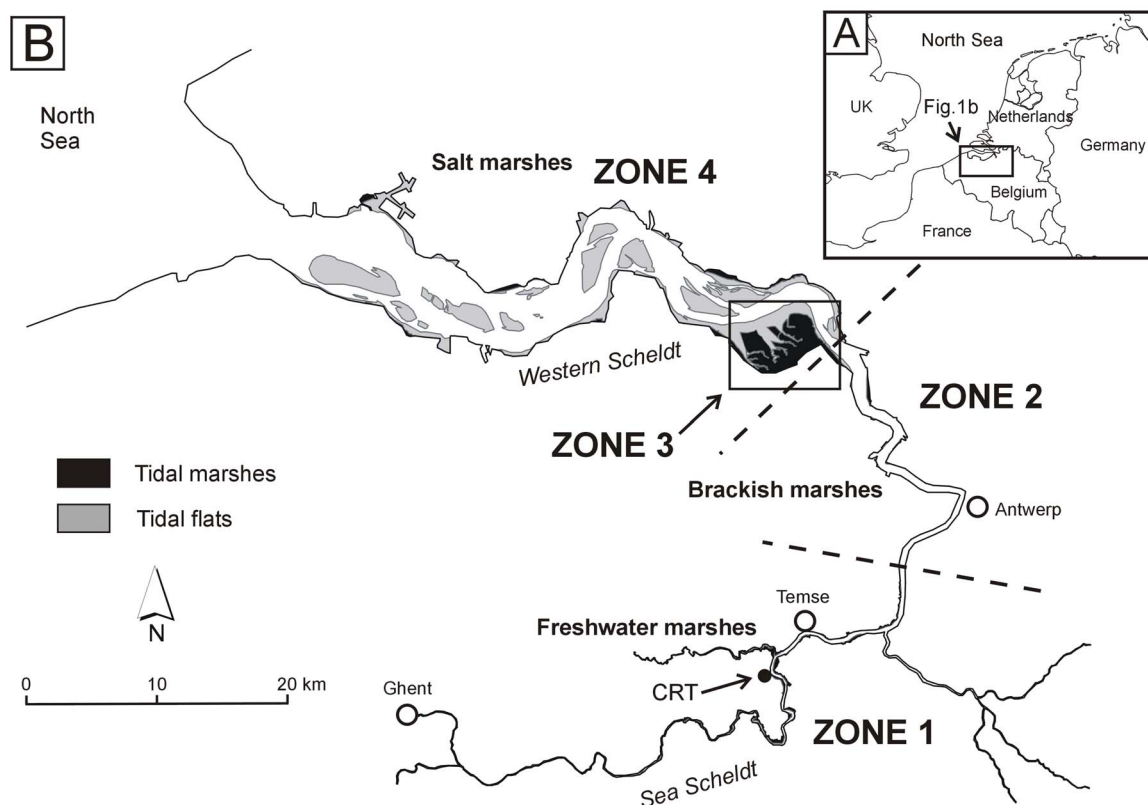 B
North
Sea
Salt marshes
ZONE 4
A
North Sea
UK
Fig.1b
Netherlands
Germany
Belgium
France
Western Scheldt
ZONE 3
ZONE 2
Brackish marshes
Antwerp
Tidal marshes
Tidal flats
N
0 10 20 km
Temse
Freshwater marshes
CRT
Ghent
ZONE 1
Sea Scheldt